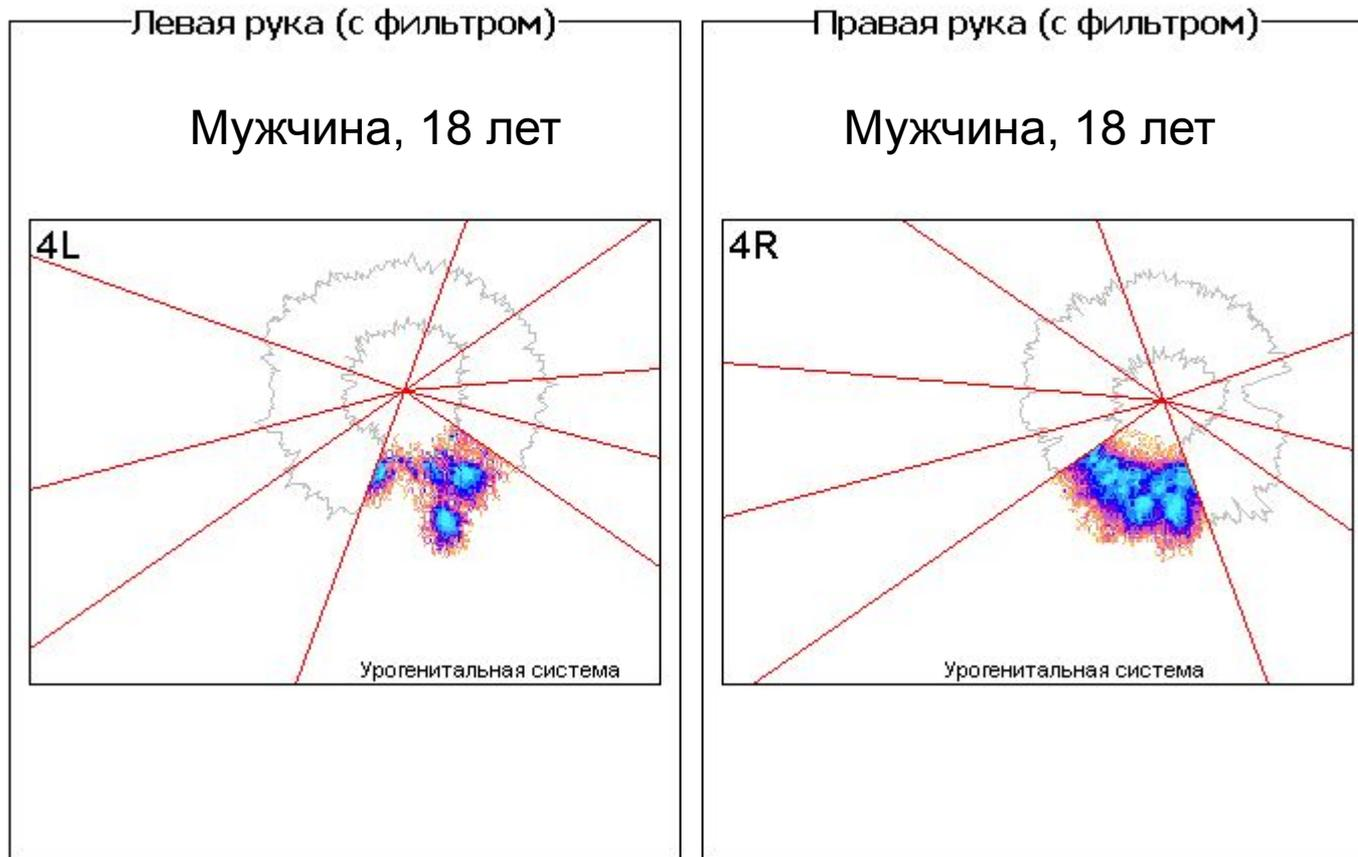 Левая рука (с фильтром)
Мужчина, 18 лет
4L
Урогенитальная система
Правая рука (с фильтром)
Мужчина, 18 лет
4R
Урогенитальная система